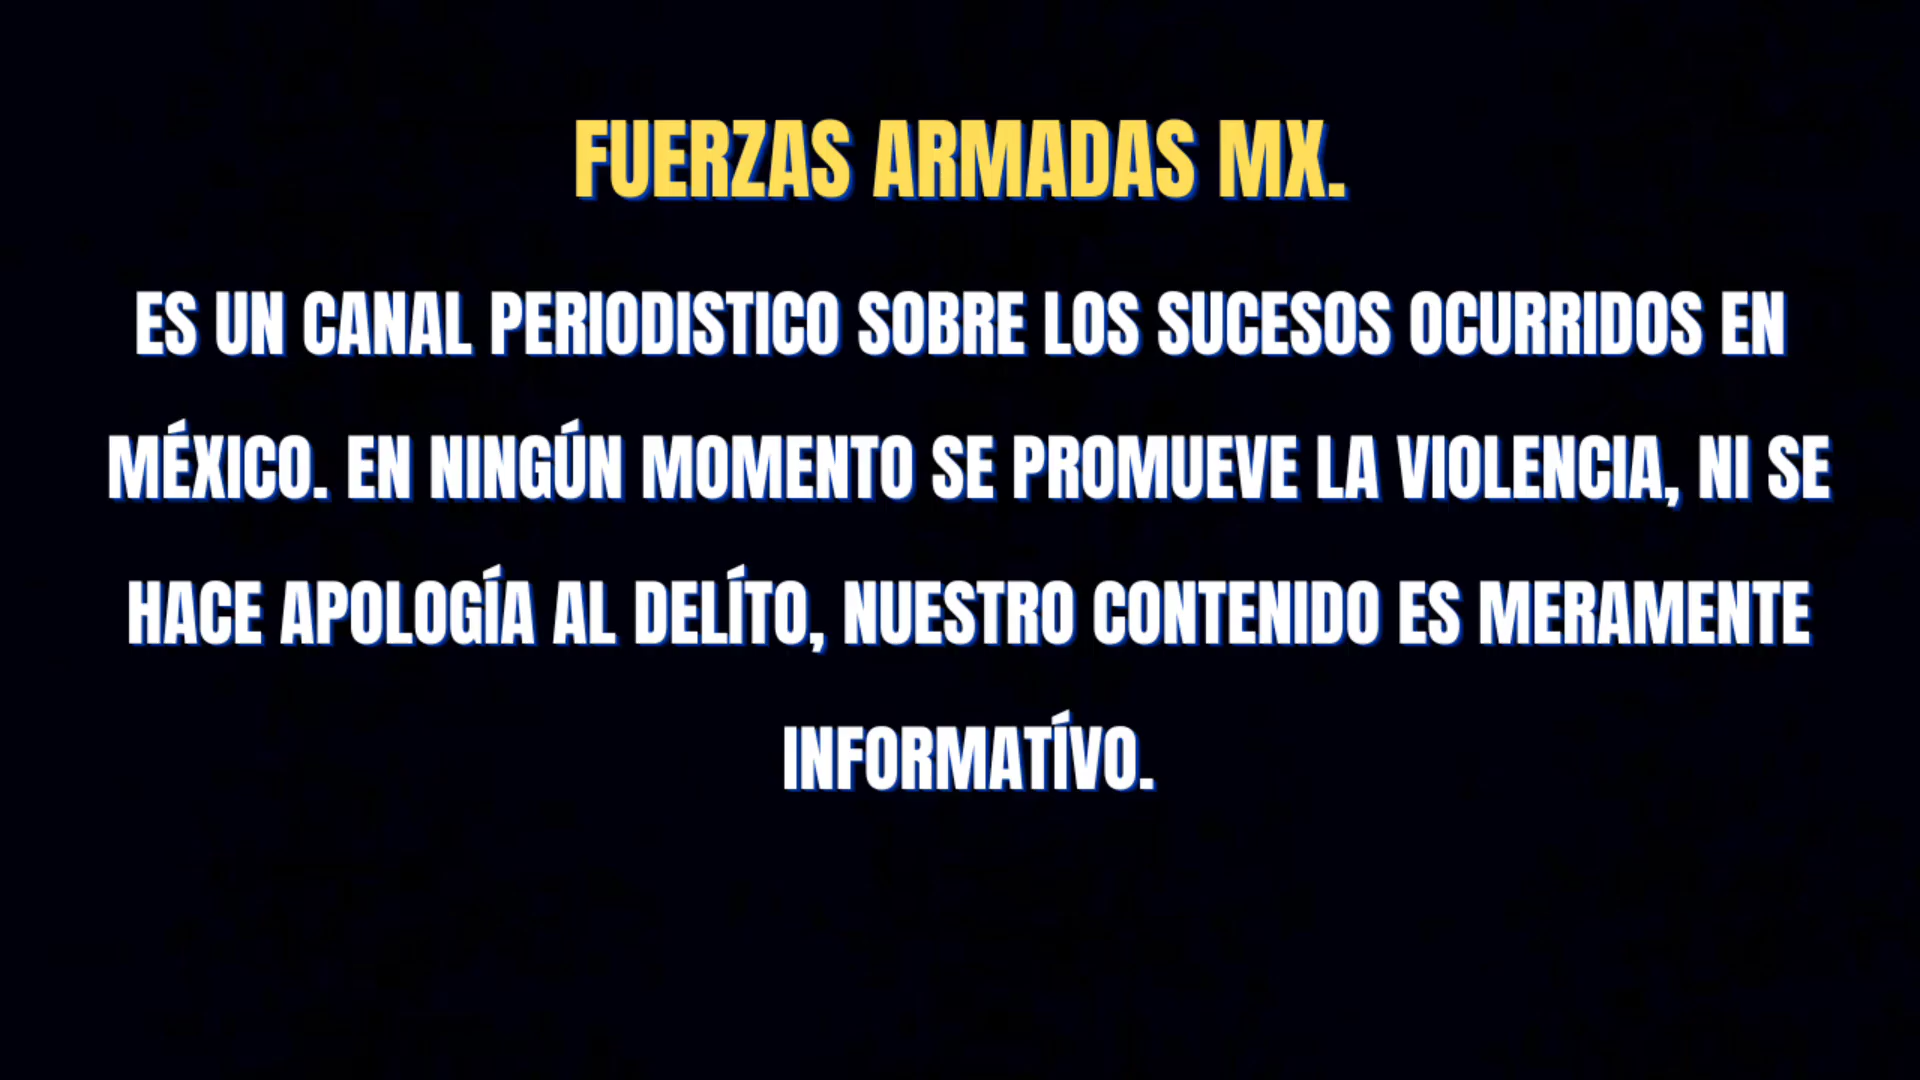 FUERZAS ARMADAS MX.
ES UN CANAL PERIODISTICO SOBRE LOS SUCESOS OCURRIDOS EN
MÉXICO. EN NINGÚN MOMENTO SE PROMUEVE LA VIOLENCIA, NI SE
HACE APOLOGÍA AL DELÍTO, NUESTRO CONTENIDO ES MERAMENTE
INFORMATÍVO.